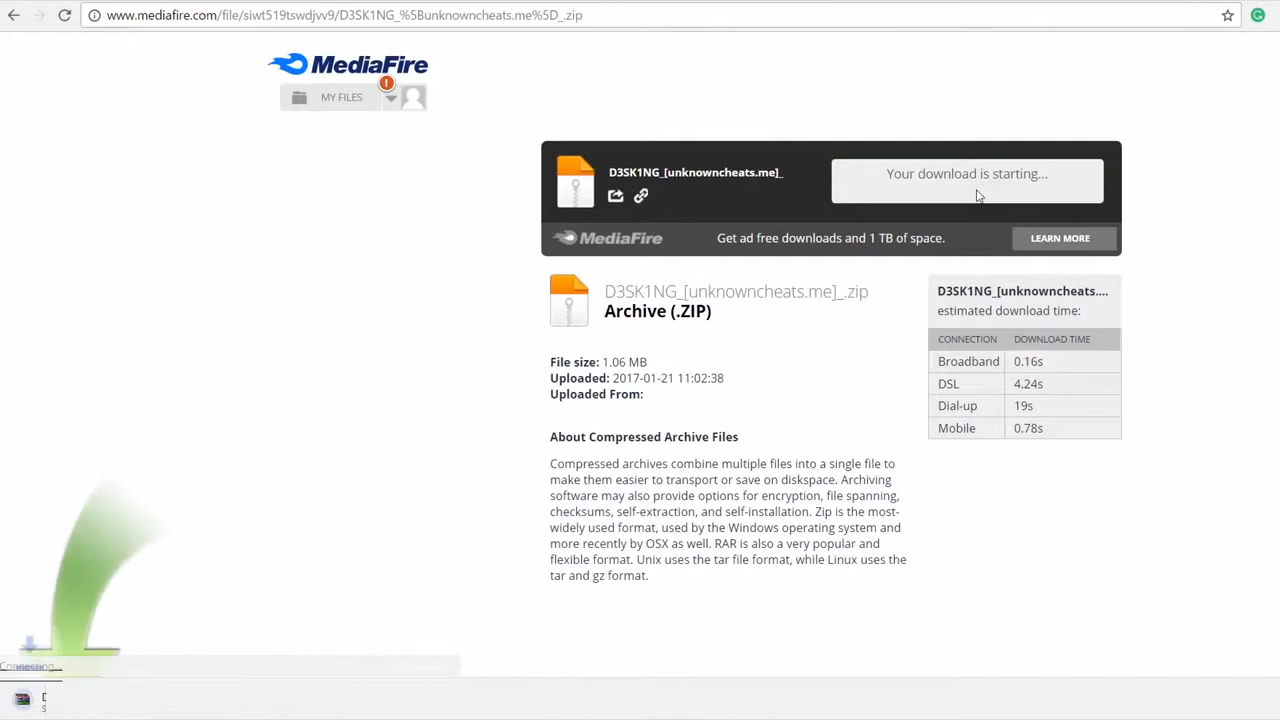 www.mediafire.com/file/siwt519tswdjvv9/D3SK1NG_%5Bunknowncheats.me%5D_.zip
MediaFire
!
MY FILES
D3SK1NG_[unknowncheats.me]_
Your download is starting...
MediaFire
Get ad free downloads and 1 TB of space.
LEARN MORE
D3SK1NG_[unknowncheats.me]_.zip
Archive (.ZIP)
File size: 1.06 MB
Uploaded: 2017-01-21 11:02:38
Uploaded From:
About Compressed Archive Files
Compressed archives combine multiple files into a single file to
make them easier to transport or save on diskspace. Archiving
software may also provide options for encryption, file spanning,
checksums, self-extraction, and self-installation. Zip is the most-
widely used format, used by the Windows operating system and
more recently by OSX as well. RAR is also a very popular and
flexible format. Unix uses the tar file format, while Linux uses the
tar and gz format.
D3SK1NG_[unknowncheats....
estimated download time:
CONNECTION DOWNLOAD TIME
Broadband 0.16s
DSL 4.24s
Dial-up 19s
Mobile 0.78s
Connecting...